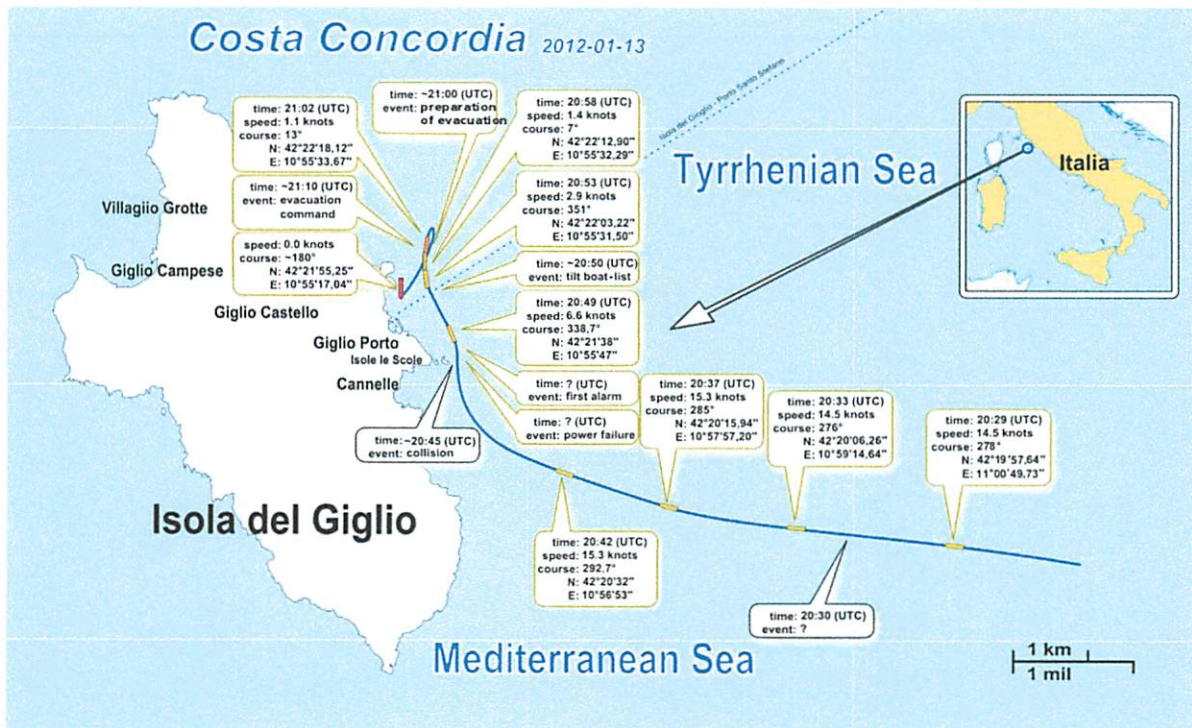 Costa Concordia 2012-01-13
time: 21:02 (UTC)
speed: 1.1 knots
course: 13°
N: 42°22'18,12"
E: 10°55'33,67"
time: ~21:00 (UTC)
event: preparation
of evacuation
time: 20:58 (UTC)
speed: 1.4 knots
course: 7°
N: 42°22'12,90"
E: 10°55'32,29"
Isola del Gioglio - Porto Santo Stefano
Tyrrhenian Sea
Italia
time: ~21:10 (UTC)
event: evacuation
command
time: 20:53 (UTC)
speed: 2.9 knots
course: 351°
N: 42°22'03,22"
E: 10°55'31,50"
Villagiio Grotte
Giglio Campese
speed: 0.0 knots
course: ~180°
N: 42°21'55,25"
E: 10°55'17,04"
time: ~20:50 (UTC)
event: tilt boat-list
Giglio Castello
time: 20:49 (UTC)
speed: 6.6 knots
course: 338,7°
N: 42°21'38"
E: 10°55'47"
Giglio Porto
Isole le Scole
Cannelle
time: ? (UTC)
event: first alarm
time: ? (UTC)
event: power failure
time: 20:37 (UTC)
speed: 15.3 knots
course: 285°
N: 42°20'15,94"
E: 10°57'57,20"
time: 20:33 (UTC)
speed: 14.5 knots
course: 276°
N: 42°20'06,26"
E: 10°59'14,64"
time: 20:29 (UTC)
speed: 14.5 knots
course: 278°
N: 42°19'57,64"
E: 11°00'49,73"
time: ~20:45 (UTC)
event: collision
Isola del Giglio
time: 20:42 (UTC)
speed: 15.3 knots
course: 292,7°
N: 42°20'32"
E: 10°56'53"
time: 20:30 (UTC)
event: ?
Mediterranean Sea
1 km
1 mil